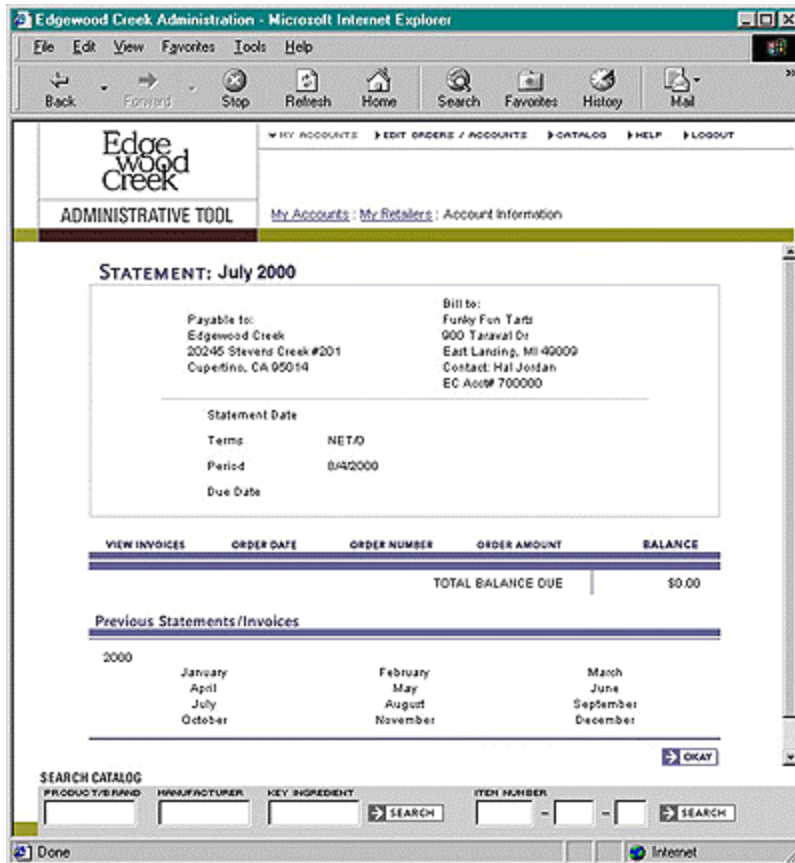 Edgewood Creek Administration - Microsoft Internet Explorer
File Edit View Favorites Tools Help
Back Forward Stop Refresh Home Search Favorites History Mail
Edge
wood
Creek
MY ACCOUNTS EDIT ORDERS / ACCOUNTS CATALOG HELP LOGOUT
ADMINISTRATIVE TOOL
My Accounts : My Retailers : Account Information
STATEMENT: July 2000
Payable to:
Edgewood Creek
20245 Stevens Creek #201
Cupertino, CA 95014
Bill to:
Funky Fun Tarts
900 Taraval Dr
East Lansing, MI 49009
Contact: Hal Jordan
EC Acct# 700000
Statement Date
Terms NET/0
Period 8/4/2000
Due Date
VIEW INVOICES ORDER DATE ORDER NUMBER ORDER AMOUNT BALANCE
TOTAL BALANCE DUE $0.00
Previous Statements/Invoices
2000
January February March
April May June
July August September
October November December
OKAY
SEARCH CATALOG
PRODUCT/BRAND MANUFACTURER KEY INGREDIENT ITEM NUMBER
SEARCH - - SEARCH
Done Internet